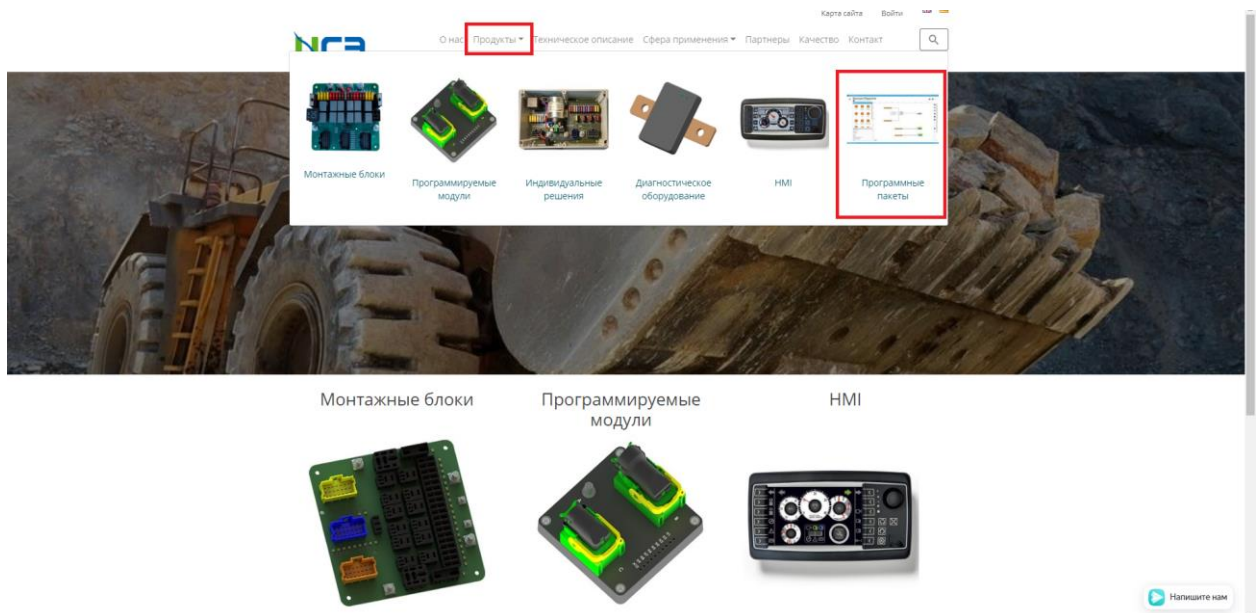 Карта сайта Войти
НСЭ
О нас Продукты Техническое описание Сфера применения Партнеры Качество Контакт
Монтажные блоки
Программируемые
модули
Индивидуальные
решения
Диагностическое
оборудование
HMI
Программные
пакеты
Монтажные блоки
Программируемые
модули
HMI
Напишите нам